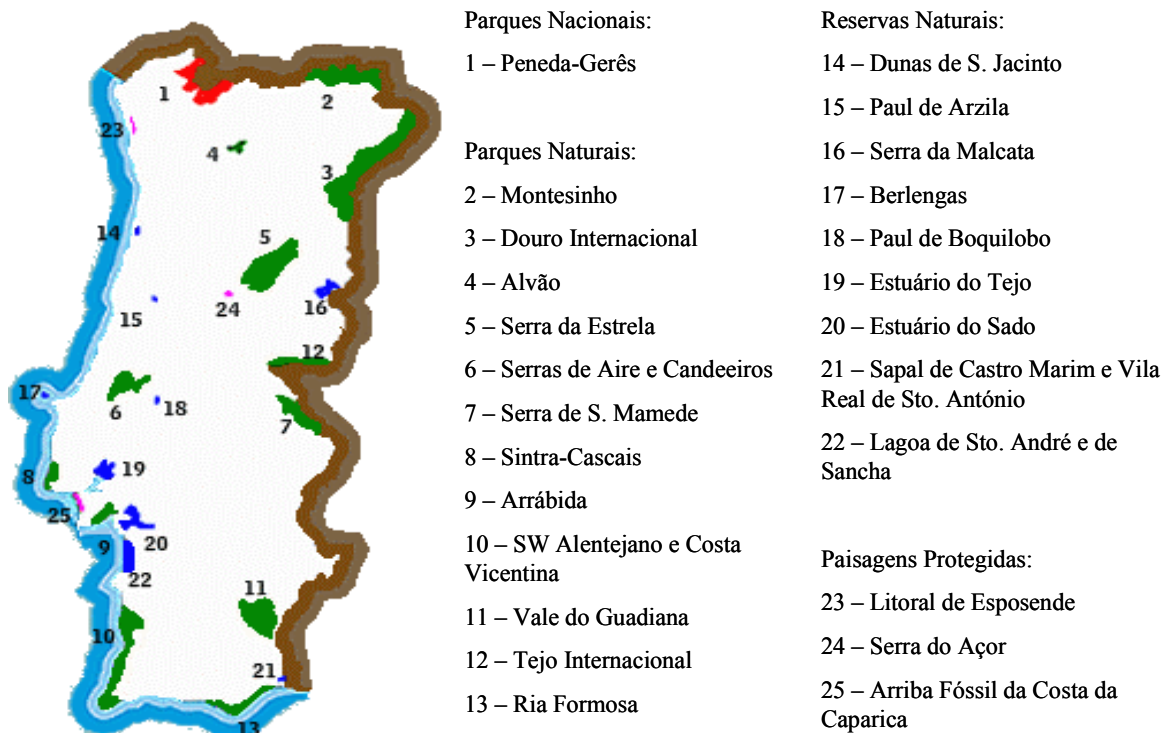 1
2
23
4
3
14
5
15
24
16
12
17
6
18
7
8
19
25
9
20
22
11
10
21
13
Parques Nacionais:
1 – Peneda-Gerês
Parques Naturais:
2 – Montesinho
3 – Douro Internacional
4 – Alvão
5 – Serra da Estrela
6 – Serras de Aire e Candeeiros
7 – Serra de S. Mamede
8 – Sintra-Cascais
9 – Arrábida
10 – SW Alentejano e Costa
Vicentina
11 – Vale do Guadiana
12 – Tejo Internacional
13 – Ria Formosa
Reservas Naturais:
14 – Dunas de S. Jacinto
15 – Paul de Arzila
16 – Serra da Malcata
17 – Berlengas
18 – Paul de Boquilobo
19 – Estuário do Tejo
20 – Estuário do Sado
21 – Sapal de Castro Marim e Vila
Real de Sto. António
22 – Lagoa de Sto. André e de
Sancha
Paisagens Protegidas:
23 – Litoral de Esposende
24 – Serra do Açor
25 – Arriba Fóssil da Costa da
Caparica